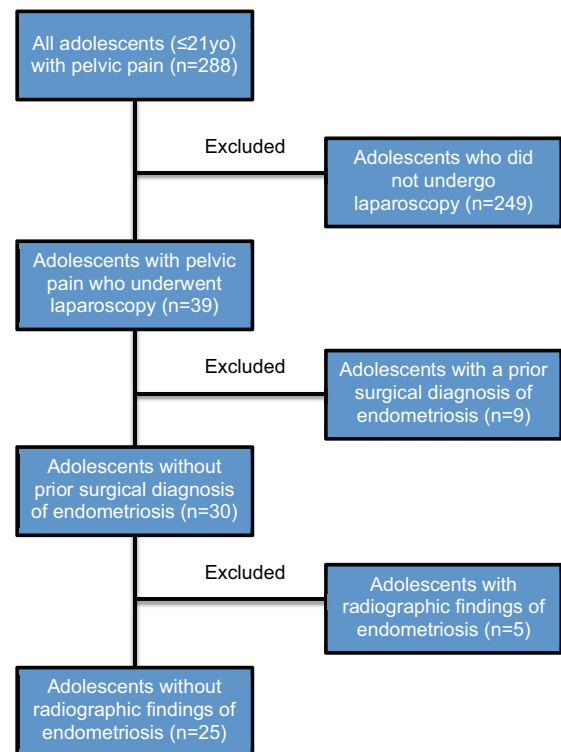 All adolescents (≤21yo)
with pelvic pain (n=288)
Excluded
Adolescents who did
not undergo
laparoscopy (n=249)
Adolescents with pelvic
pain who underwent
laparoscopy (n=39)
Excluded
Adolescents with a prior
surgical diagnosis of
endometriosis (n=9)
Adolescents without
prior surgical diagnosis
of endometriosis (n=30)
Excluded
Adolescents with
radiographic findings of
endometriosis (n=5)
Adolescents without
radiographic findings of
endometriosis (n=25)